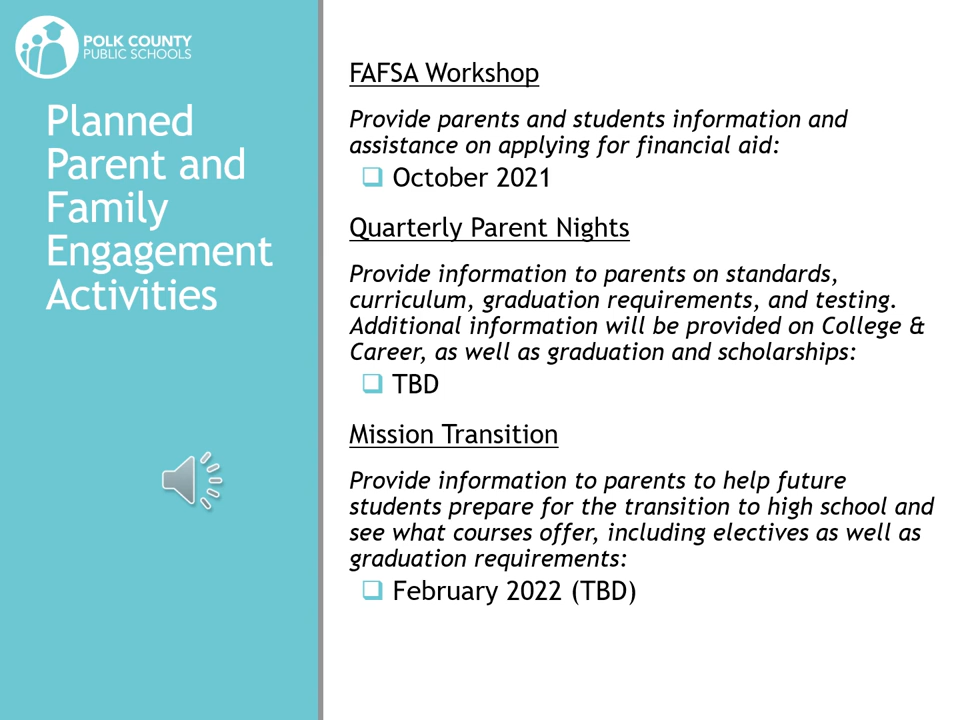 POLK COUNTY
PUBLIC SCHOOLS
Planned
Parent and
Family
Engagement
Activities
FAFSA Workshop
Provide parents and students information and
assistance on applying for financial aid:
October 2021
Quarterly Parent Nights
Provide information to parents on standards,
curriculum, graduation requirements, and testing.
Additional information will be provided on College &
Career, as well as graduation and scholarships:
TBD
Mission Transition
Provide information to parents to help future
students prepare for the transition to high school and
see what courses offer, including electives as well as
graduation requirements:
February 2022 (TBD)